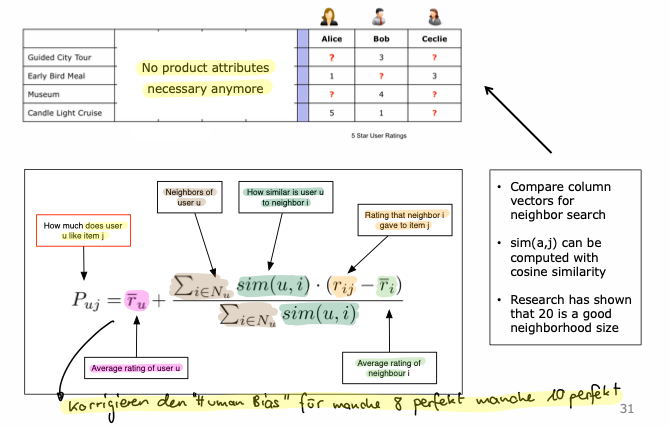 Alice Bob Ceclie
Guided City Tour ? 3 ?
Early Bird Meal 1 ? 3
Museum ? 4 ?
Candle Light Cruise 5 1 ?
No product attributes
necessary anymore
5 Star User Ratings
Neighbors of
user u
How similar is user u
to neighbor i
Rating that neighbor i
gave to item j
How much does user
u like item j
P_{uj} = \overline{r}_u + \frac{\sum_{i \in N_u} sim(u, i) \cdot (r_{ij} - \overline{r}_i)}{\sum_{i \in N_u} sim(u, i)}
Average rating of user u
Average rating of
neighbour i
• Compare column
vectors for
neighbor search
• sim(a,j) can be
computed with
cosine similarity
• Research has shown
that 20 is a good
neighborhood size
korrigieren den "Human Bias" für manche 8 perfekt manche 10 perfekt
31